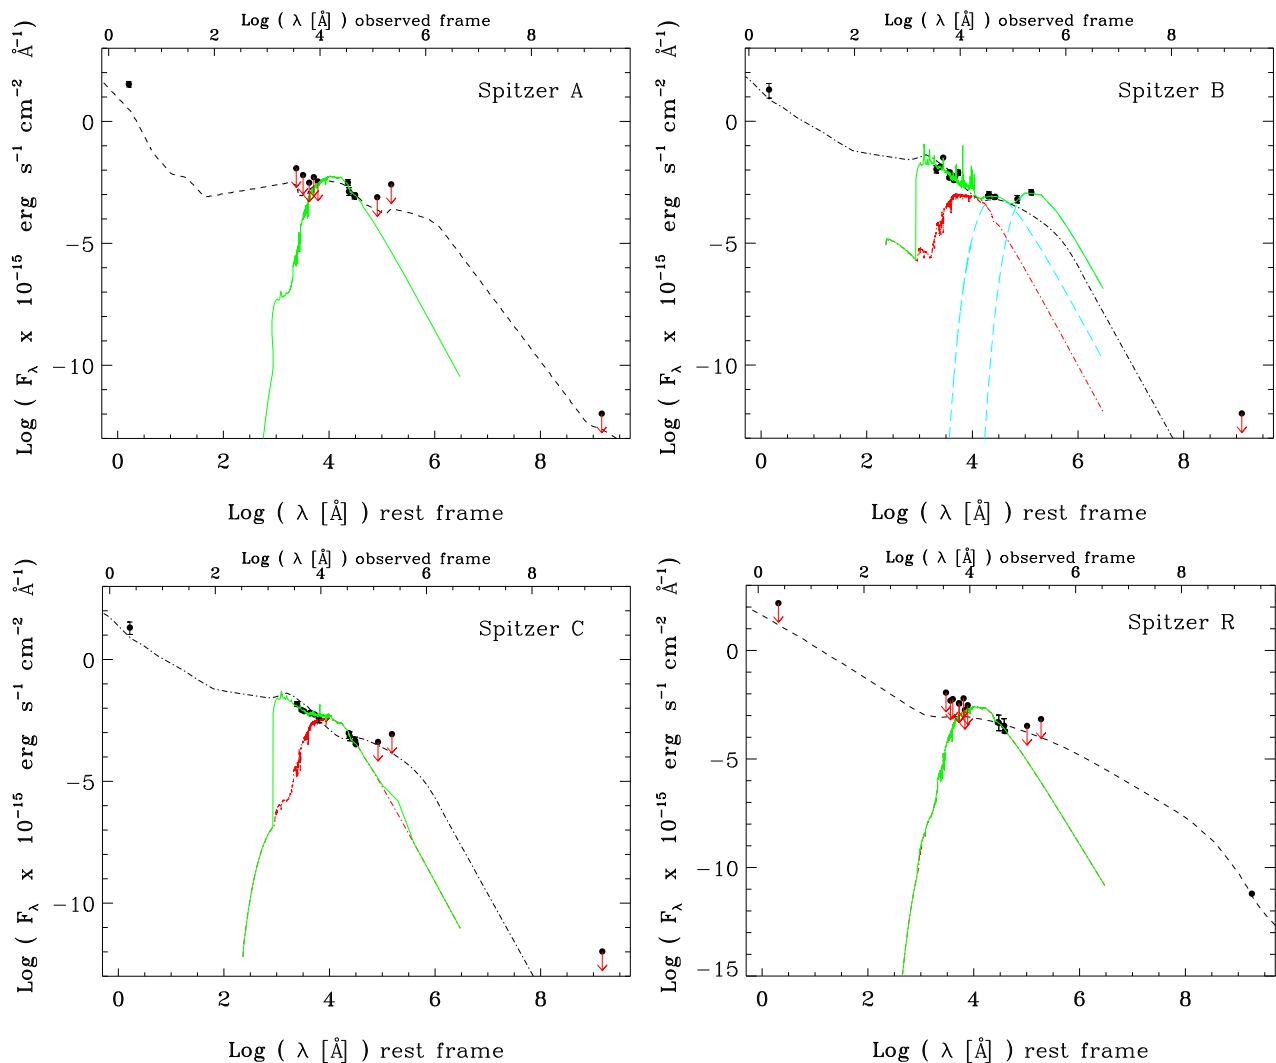 Log ( λ [Å] ) observed frame
0 2 4 6 8
Log ( F_λ x 10^−15 erg s^−1 cm^−2 Å^−1)
Spitzer A
0
−5
−10
0 2 4 6 8
Log ( λ [Å] ) rest frame
Log ( λ [Å] ) observed frame
0 2 4 6 8
Log ( F_λ x 10^−15 erg s^−1 cm^−2 Å^−1)
Spitzer B
0
−5
−10
0 2 4 6 8
Log ( λ [Å] ) rest frame
Log ( λ [Å] ) observed frame
0 2 4 6 8
Log ( F_λ x 10^−15 erg s^−1 cm^−2 Å^−1)
Spitzer C
0
−5
−10
0 2 4 6 8
Log ( λ [Å] ) rest frame
Log ( λ [Å] ) observed frame
0 2 4 6 8
Log ( F_λ x 10^−15 erg s^−1 cm^−2 Å^−1)
Spitzer R
0
−5
−10
−15
0 2 4 6 8
Log ( λ [Å] ) rest frame